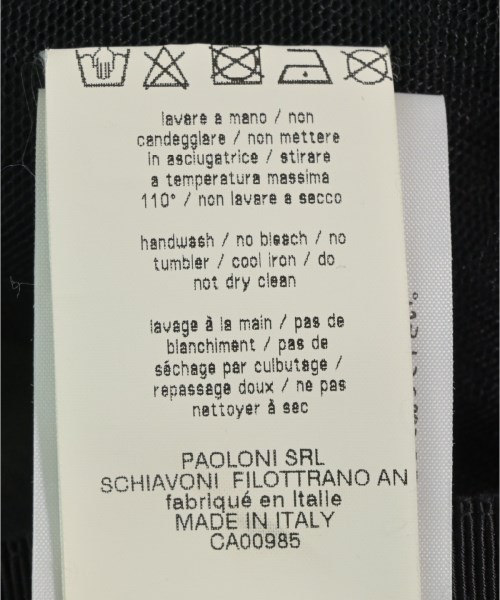 lavare a mano / non
candeggiare / non mettere
in asciugatrice / stirare
a temperatura massima
110° / non lavare a secco
handwash / no bleach / no
tumbler / cool iron / do
not dry clean
lavage à la main / pas de
blanchiment / pas de
séchage par culbutage /
repassage doux / ne pas
nettoyer à sec
PAOLONI SRL
SCHIAVONI FILOTTRANO AN
fabriqué en Italie
MADE IN ITALY
CA00985